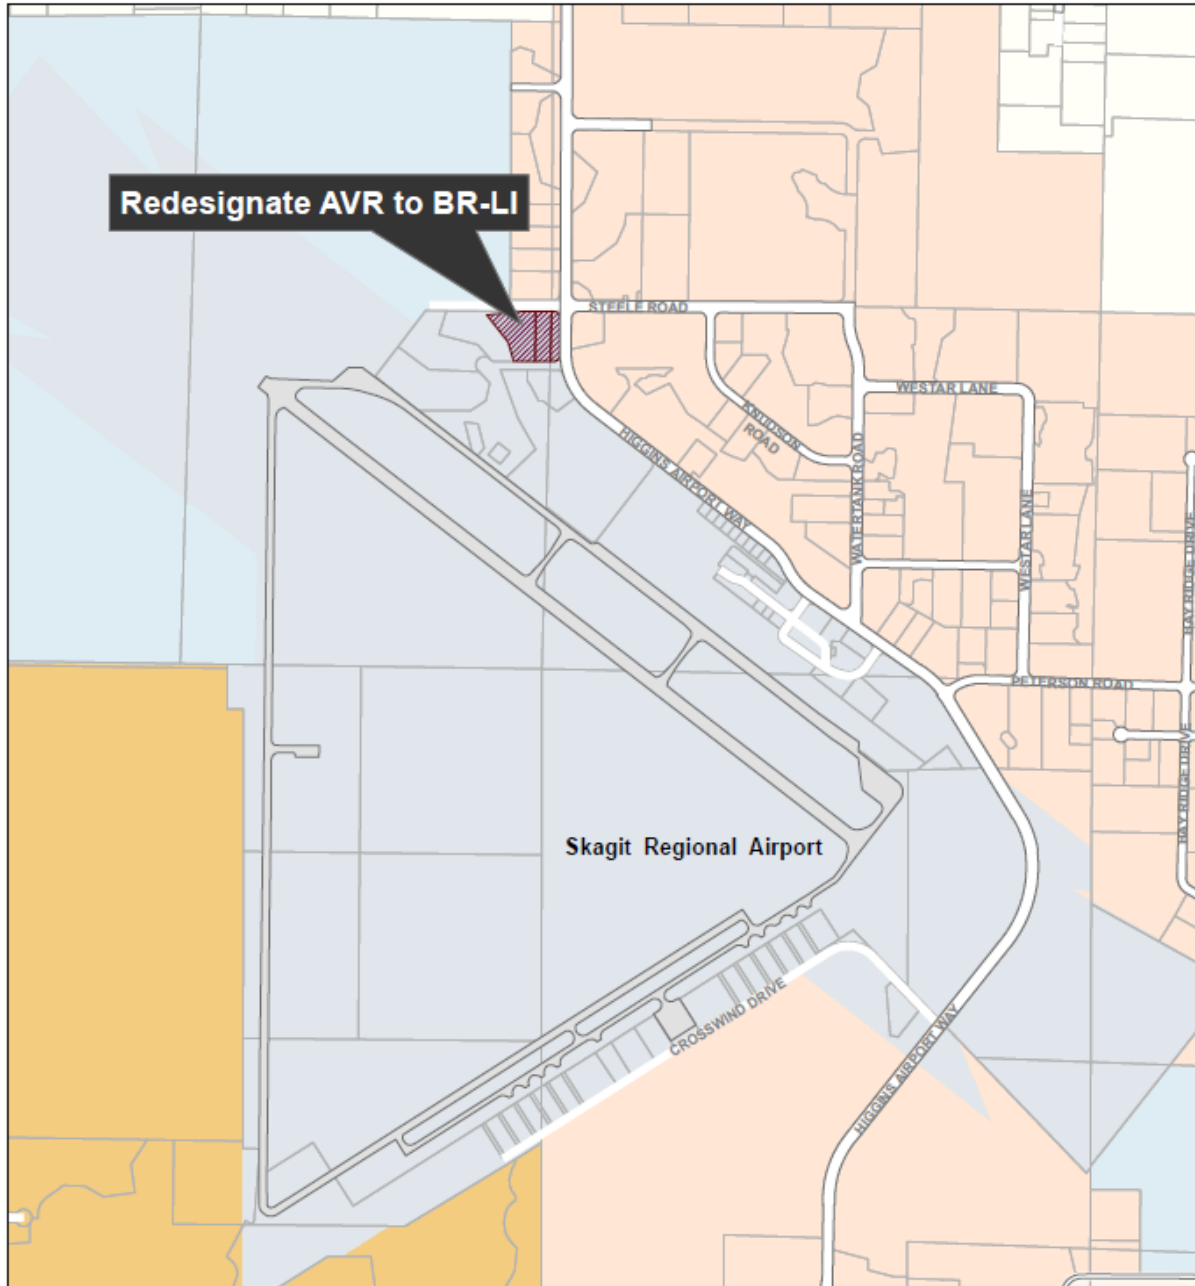 Redesignate AVR to BR-LI
STEELE ROAD
WESTAR LANE
KNUDSON
ROAD
HIGGINS AIRPORT WAY
WATERTANK ROAD
WESTAR LANE
BAY RIDGE DRIVE
PETERSON ROAD
BAY RIDGE DRIVE
Skagit Regional Airport
CROSSWIND DRIVE
HIGGINS AIRPORT WAY